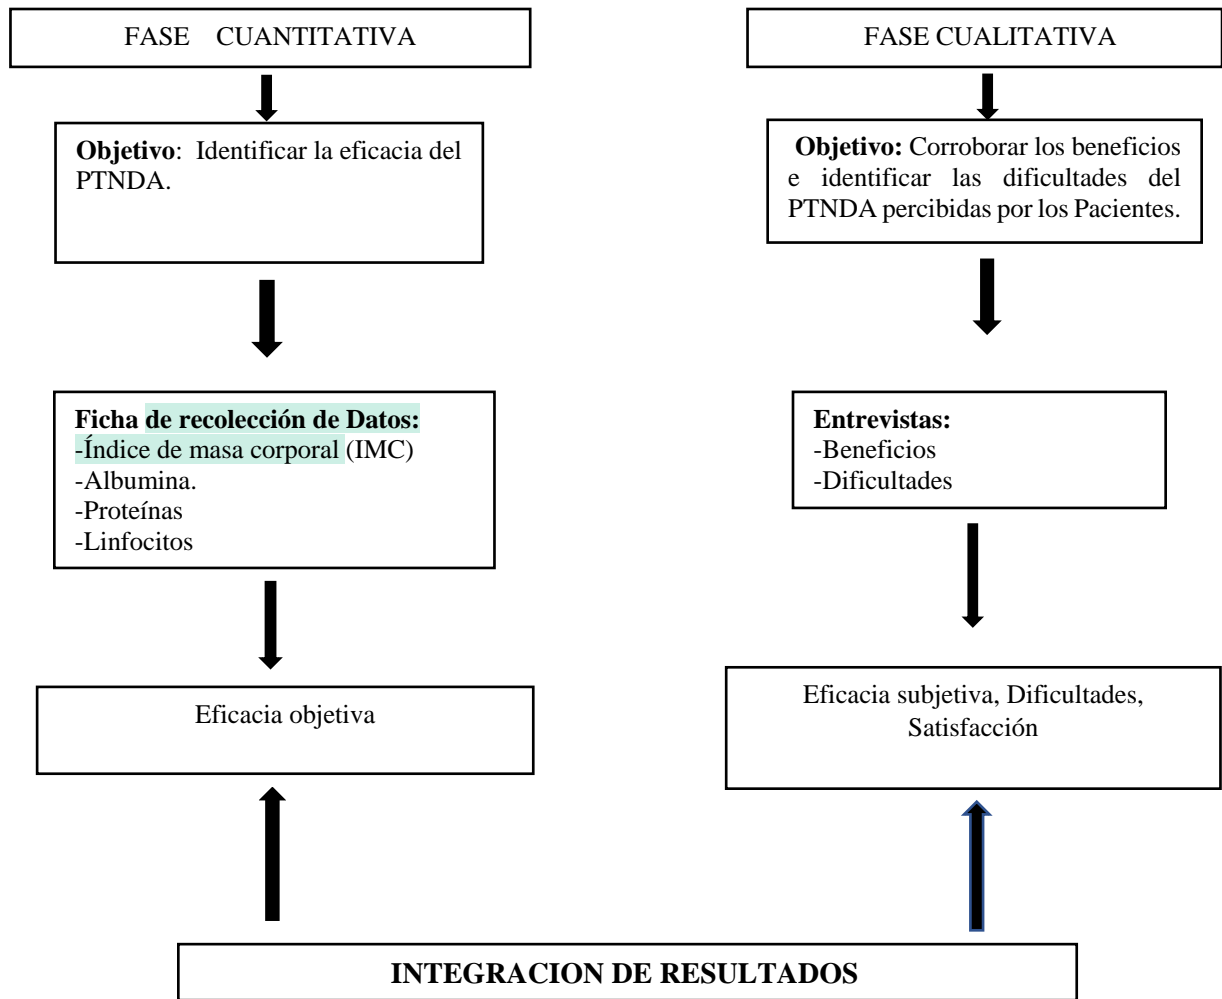 FASE CUANTITATIVA
Objetivo: Identificar la eficacia del
PTNDA.
Ficha de recolección de Datos:
-Índice de masa corporal (IMC)
-Albumina.
-Proteínas
-Linfocitos
Eficacia objetiva
FASE CUALITATIVA
Objetivo: Corroborar los beneficios
e identificar las dificultades del
PTNDA percibidas por los Pacientes.
Entrevistas:
-Beneficios
-Dificultades
Eficacia subjetiva, Dificultades,
Satisfacción
INTEGRACION DE RESULTADOS